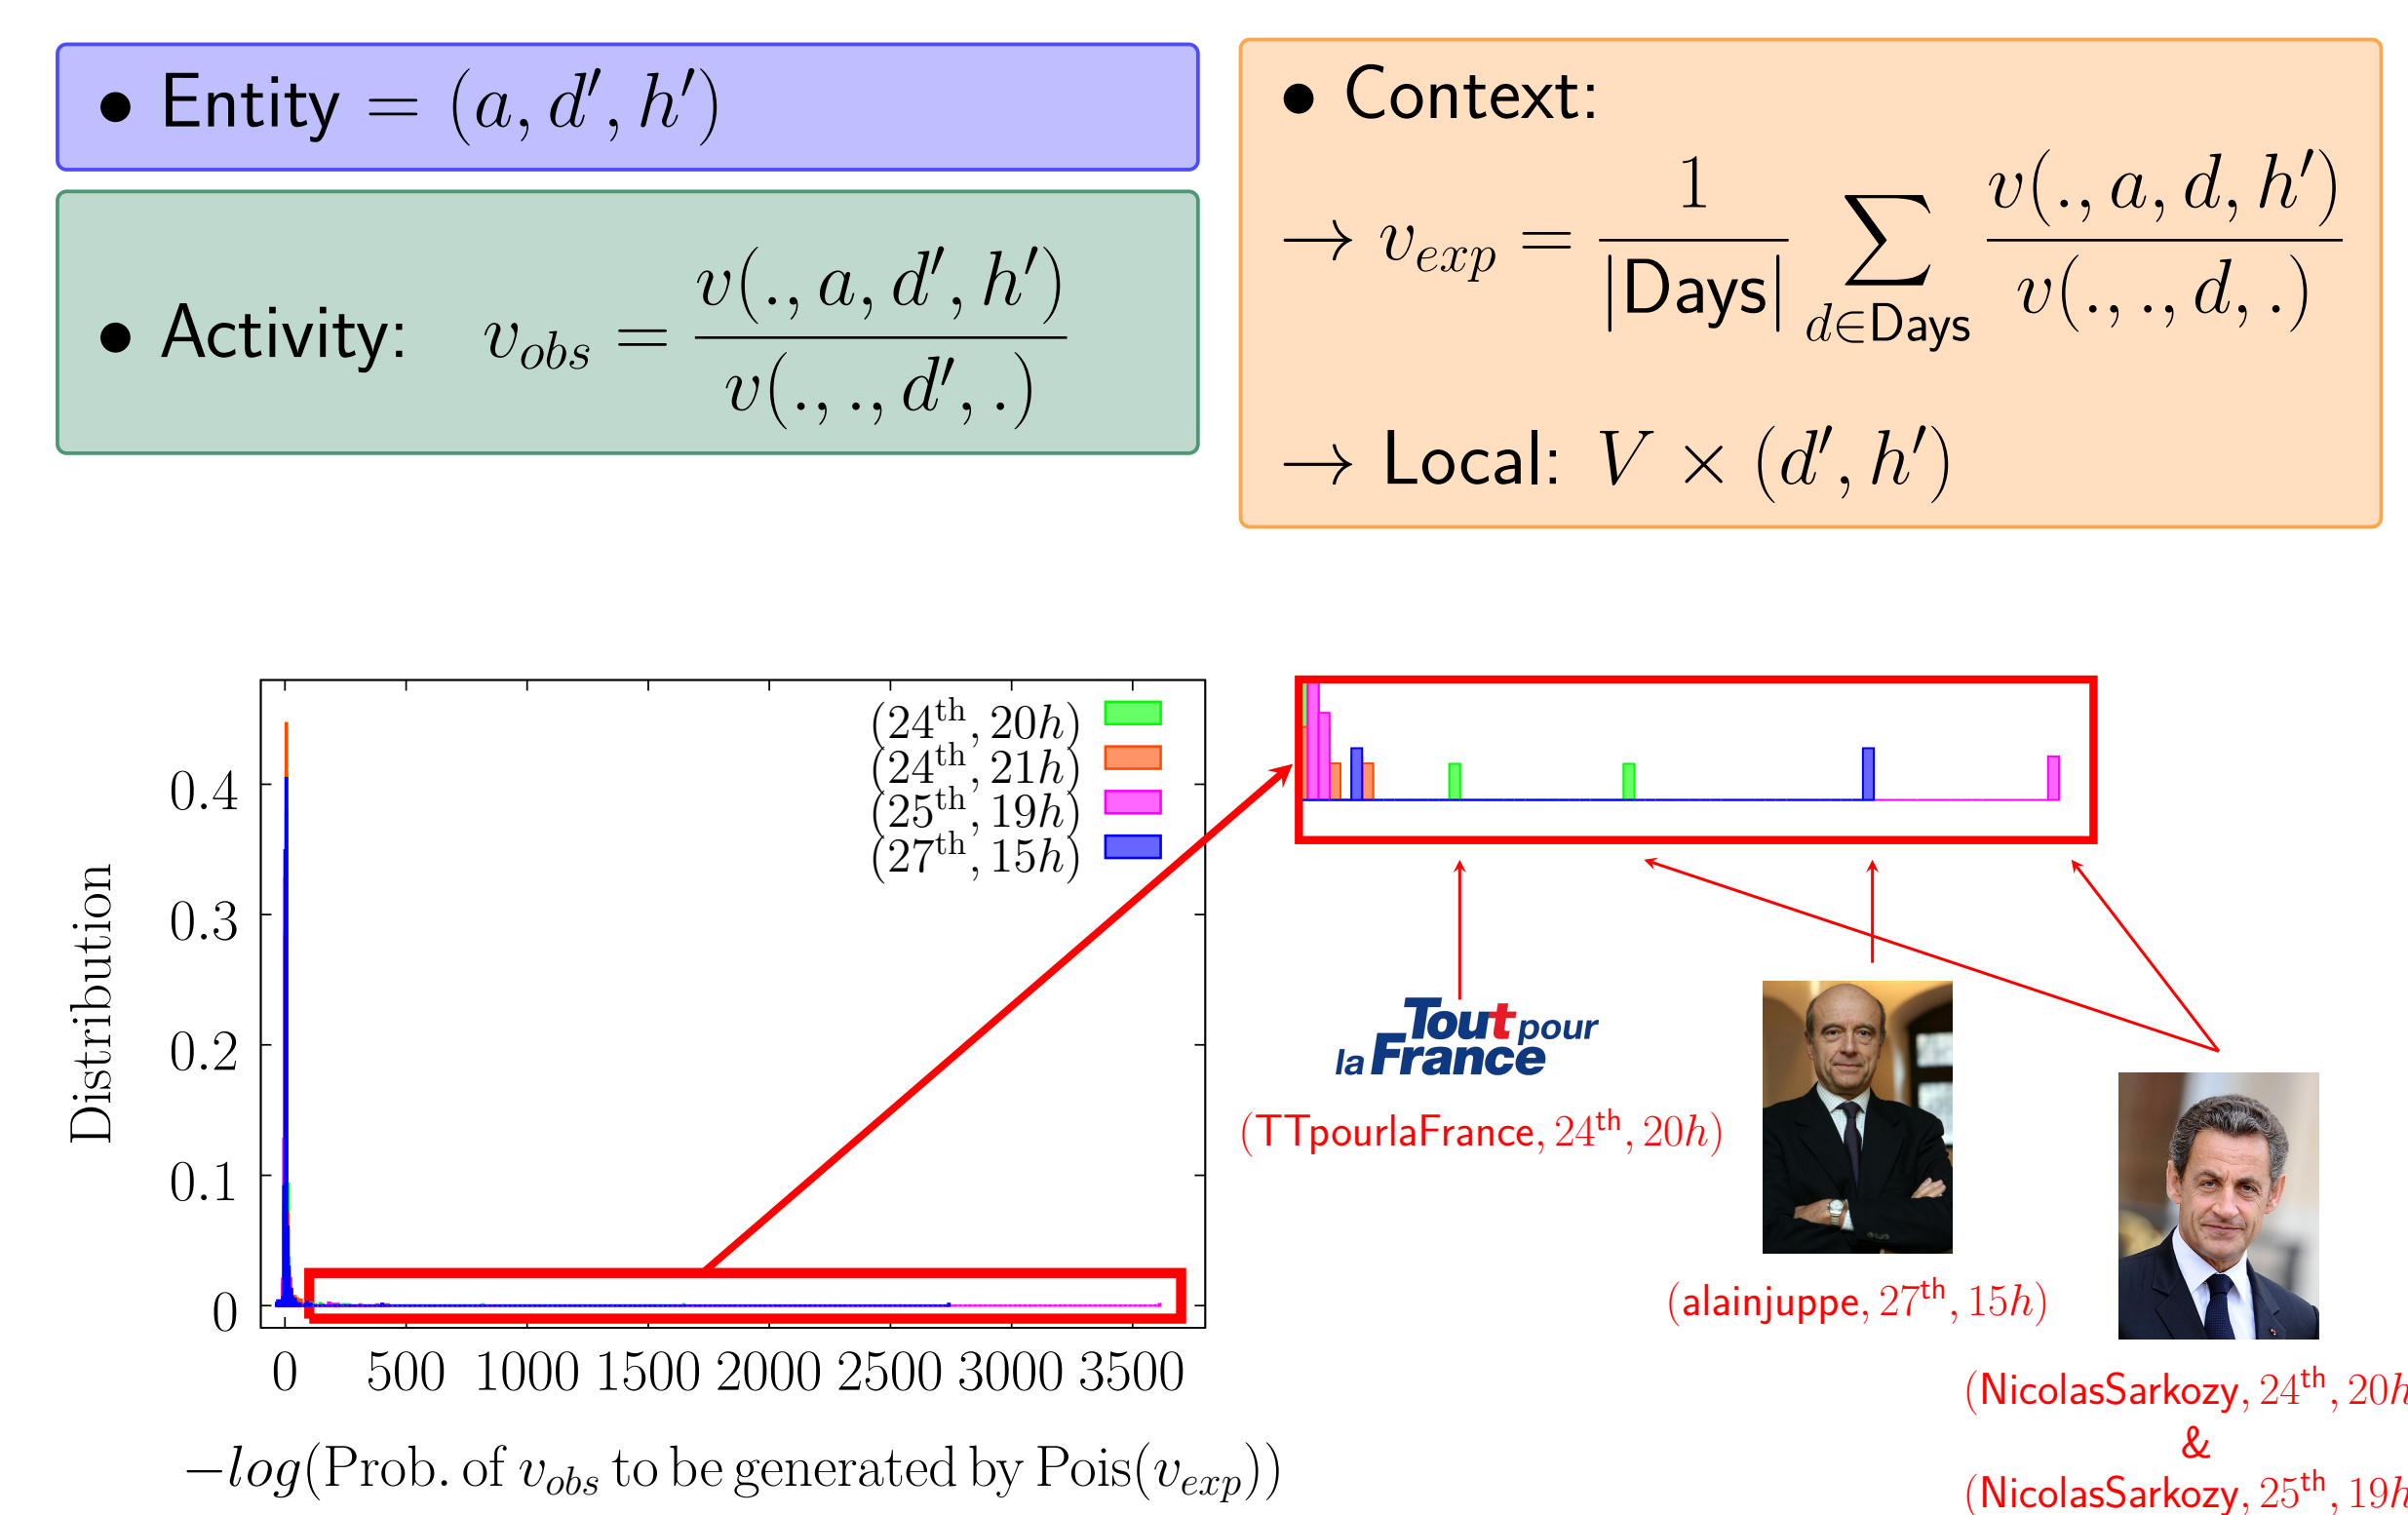 • Entity = (a, d′, h′)
• Activity: v_obs = v(., a, d′, h′) / v(., ., d′, .)
• Context:
→ v_exp = 1 / |Days| ∑_{d∈Days} v(., a, d, h′) / v(., ., d, .)
→ Local: V × (d′, h′)
(24th, 20h)
(24th, 21h)
(25th, 19h)
(27th, 15h)
Distribution
0.4
0.3
0.2
0.1
0
0 500 1000 1500 2000 2500 3000 3500
−log(Prob. of v_obs to be generated by Pois(v_exp))
Tout pour
la France
(TTpourlaFrance, 24th, 20h)
(alainjuppe, 27th, 15h)
(NicolasSarkozy, 24th, 20h
&
(NicolasSarkozy, 25th, 19h